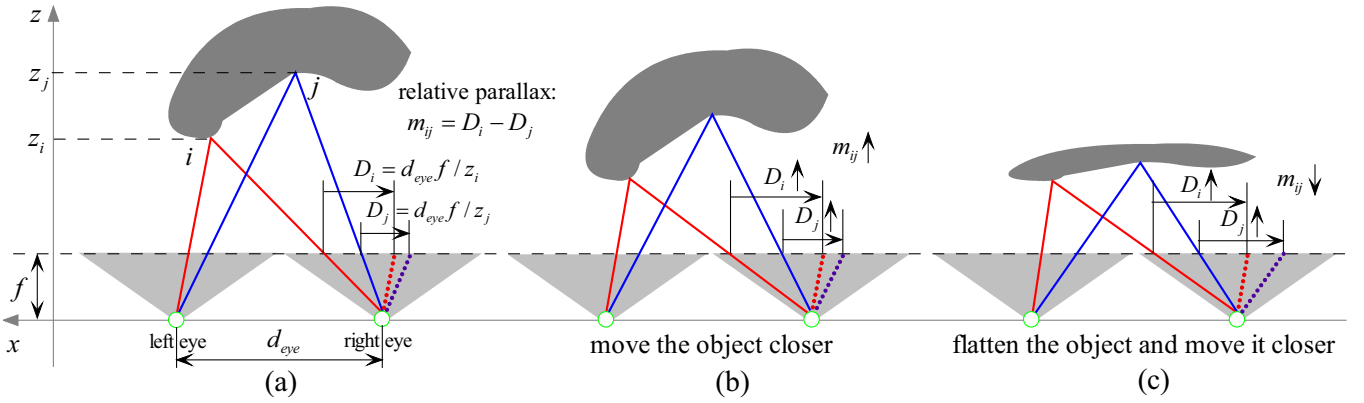 z
z_j
z_i
f
x
i
j
relative parallax:
m_ij = D_i − D_j
D_i = d_eye f / z_i
D_j = d_eye f / z_j
left eye
d_eye
right eye
(a)
m_ij ↑
D_i ↑
D_j ↑
move the object closer
(b)
m_ij ↓
D_i ↑
D_j ↑
flatten the object and move it closer
(c)